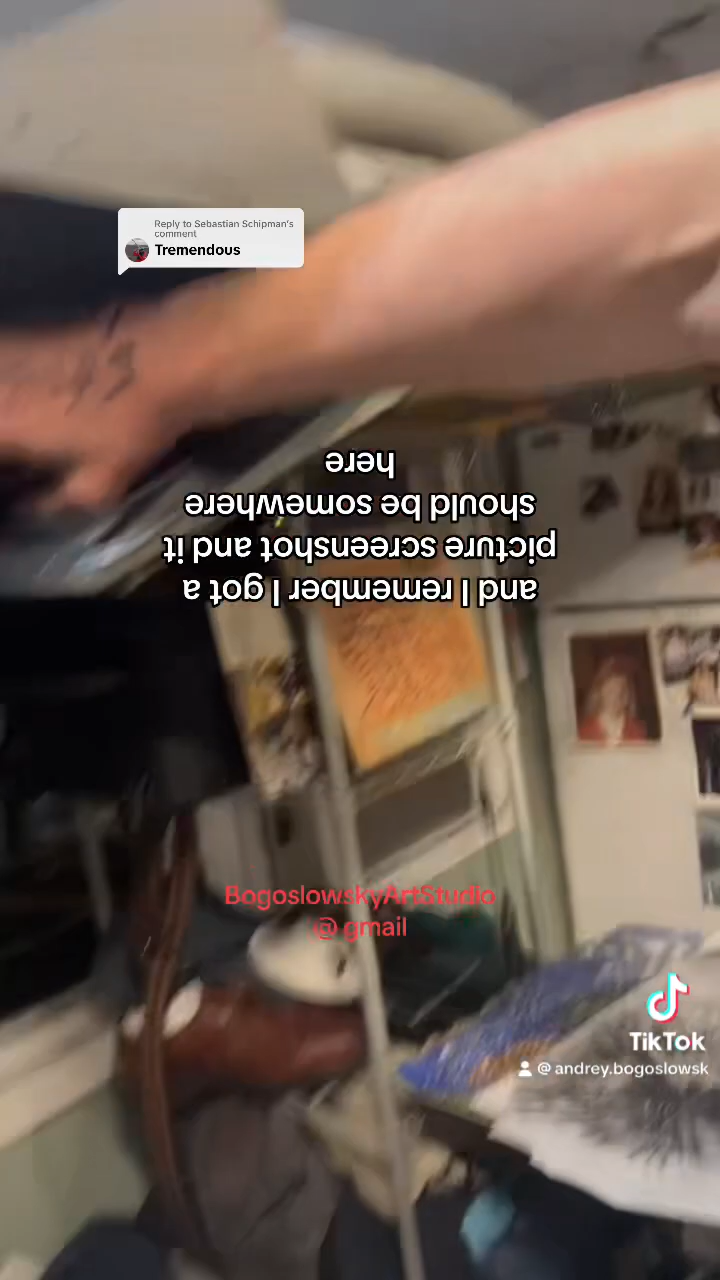 Reply to Sebastian Schipman's
comment
Tremendous
and I remember I got a
picture screenshot and it
should be somewhere
here
BogoslowskyArtStudio
@ gmail
TikTok
@andrey.bogoslowsk